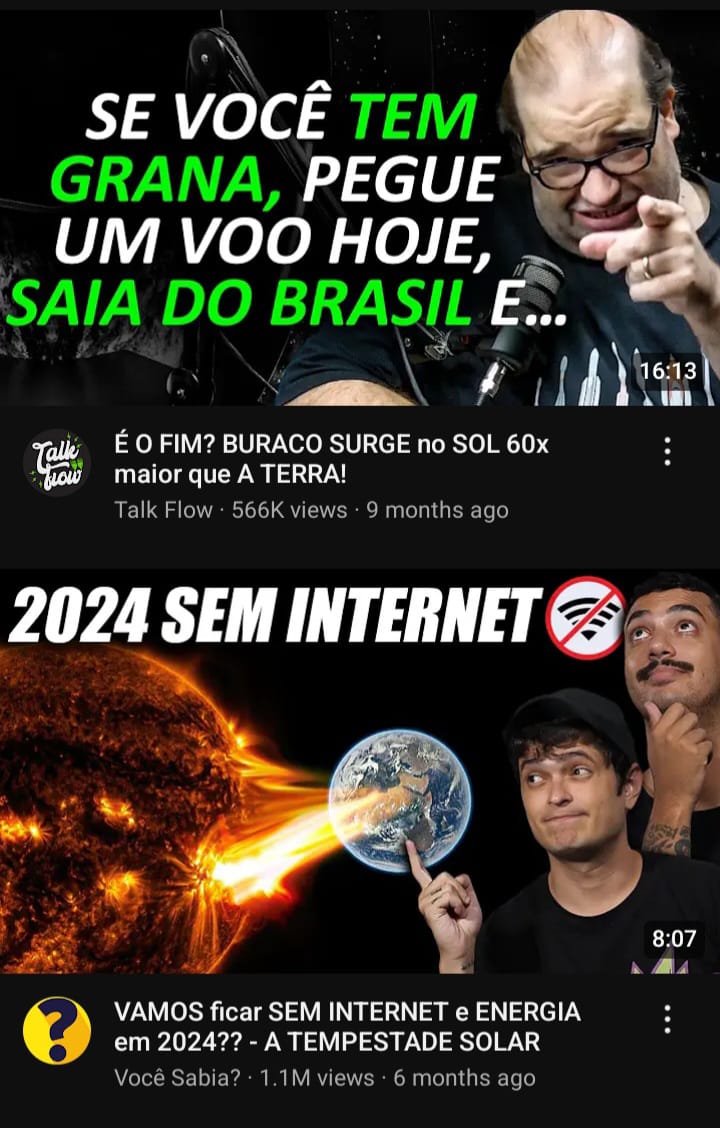 SE VOCÊ TEM
GRANA, PEGUE
UM VOO HOJE,
SAIA DO BRASIL E...
16:13
Talk
flow
É O FIM? BURACO SURGE no SOL 60x
maior que A TERRA!
Talk Flow · 566K views · 9 months ago
2024 SEM INTERNET
8:07
?
VAMOS ficar SEM INTERNET e ENERGIA
em 2024?? - A TEMPESTADE SOLAR
Você Sabia? · 1.1M views · 6 months ago